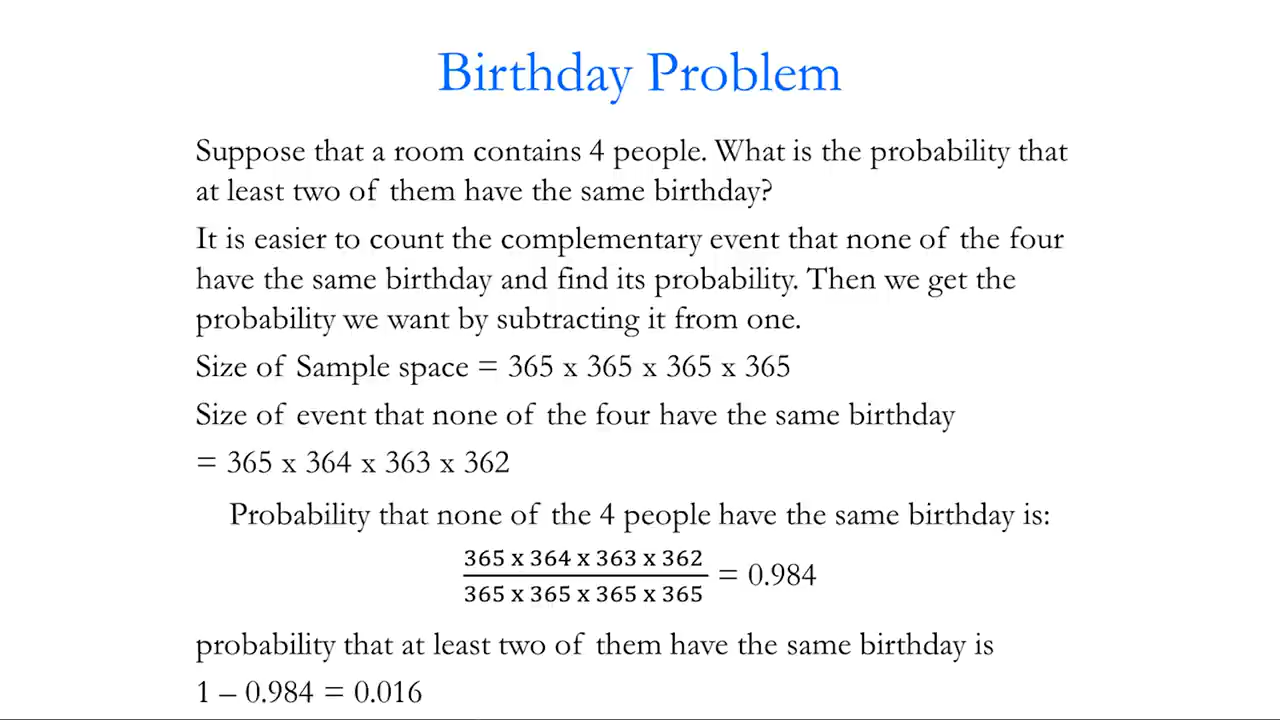 Birthday Problem
Suppose that a room contains 4 people. What is the probability that
at least two of them have the same birthday?
It is easier to count the complementary event that none of the four
have the same birthday and find its probability. Then we get the
probability we want by subtracting it from one.
Size of Sample space = 365 x 365 x 365 x 365
Size of event that none of the four have the same birthday
= 365 x 364 x 363 x 362
Probability that none of the 4 people have the same birthday is:
365 x 364 x 363 x 362
365 x 365 x 365 x 365
= 0.984
probability that at least two of them have the same birthday is
1 – 0.984 = 0.016